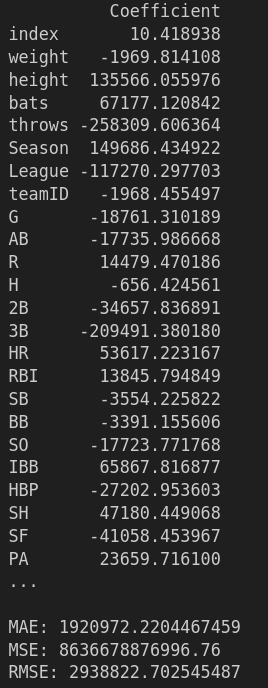 Coefficient
index 10.418938
weight -1969.814108
height 135566.055976
bats 67177.120842
throws -258309.606364
Season 149686.434922
League -117270.297703
teamID -1968.455497
G -18761.310189
AB -17735.986668
R 14479.470186
H -656.424561
2B -34657.836891
3B -209491.380180
HR 53617.223167
RBI 13845.794849
SB -3554.225822
BB -3391.155606
SO -17723.771768
IBB 65867.816877
HBP -27202.953603
SH 47180.449068
SF -41058.453967
PA 23659.716100
...
MAE: 1920972.2204467459
MSE: 8636678876996.76
RMSE: 2938822.702545487